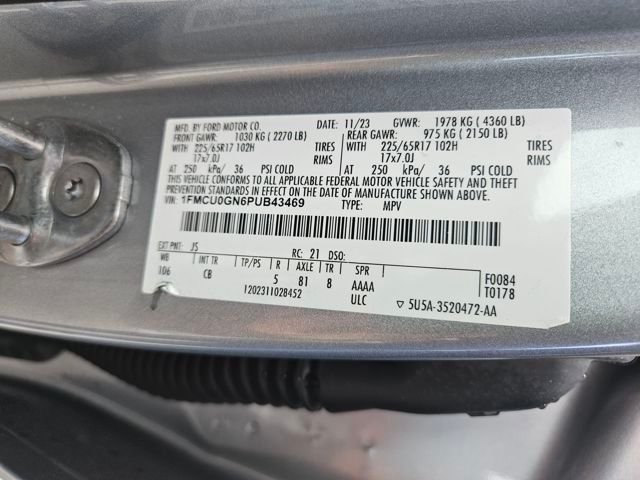 MFD. BY FORD MOTOR CO. DATE: 11/23 GVWR: 1978 KG ( 4360 LB)
FRONT GAWR: 1030 KG ( 2270 LB) REAR GAWR: 975 KG ( 2150 LB)
WITH 225/65R17 102H TIRES WITH 225/65R17 102H TIRES
17x7.0J RIMS 17x7.0J RIMS
AT 250 kPa/ 36 PSI COLD AT 250 kPa/ 36 PSI COLD
THIS VEHICLE CONFORMS TO ALL APPLICABLE FEDERAL MOTOR VEHICLE SAFETY AND THEFT
PREVENTION STANDARDS IN EFFECT ON THE DATE OF MANUFACTURE SHOWN ABOVE.
VIN: 1FMCU0GN6PUB43469 TYPE: MPV
EXT PNT: JS RC: 21 DSO:
WB INT TR TP/PS R AXLE TR SPR
106 CB 5 81 8 AAAA
F0084
T0178
1202311028452 ULC ▽ 5U5A-3520472-AA